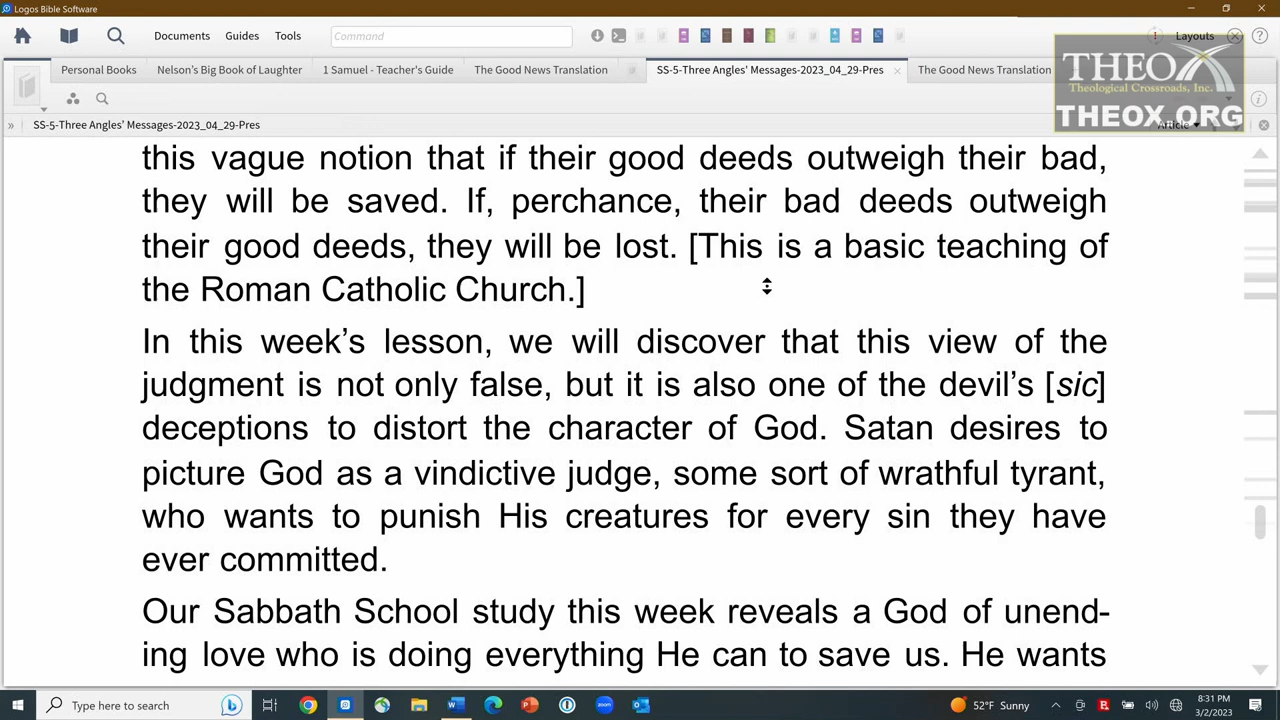 Logos Bible Software
Documents Guides Tools Command Layouts
Personal Books Nelson's Big Book of Laughter 1 Samuel - Teacher's Guide The Good News Translation SS-5-Three Angles' Messages-2023_04_29-Pres The Good News Translation
THEOX
Theological Crossroads, Inc.
THEOX.ORG
SS-5-Three Angles' Messages-2023_04_29-Pres Article
this vague notion that if their good deeds outweigh their bad,
they will be saved. If, perchance, their bad deeds outweigh
their good deeds, they will be lost. [This is a basic teaching of
the Roman Catholic Church.]
In this week’s lesson, we will discover that this view of the
judgment is not only false, but it is also one of the devil’s [sic]
deceptions to distort the character of God. Satan desires to
picture God as a vindictive judge, some sort of wrathful tyrant,
who wants to punish His creatures for every sin they have
ever committed.
Our Sabbath School study this week reveals a God of unend-
ing love who is doing everything He can to save us. He wants
Type here to search 52°F Sunny 8:31 PM
3/2/2023